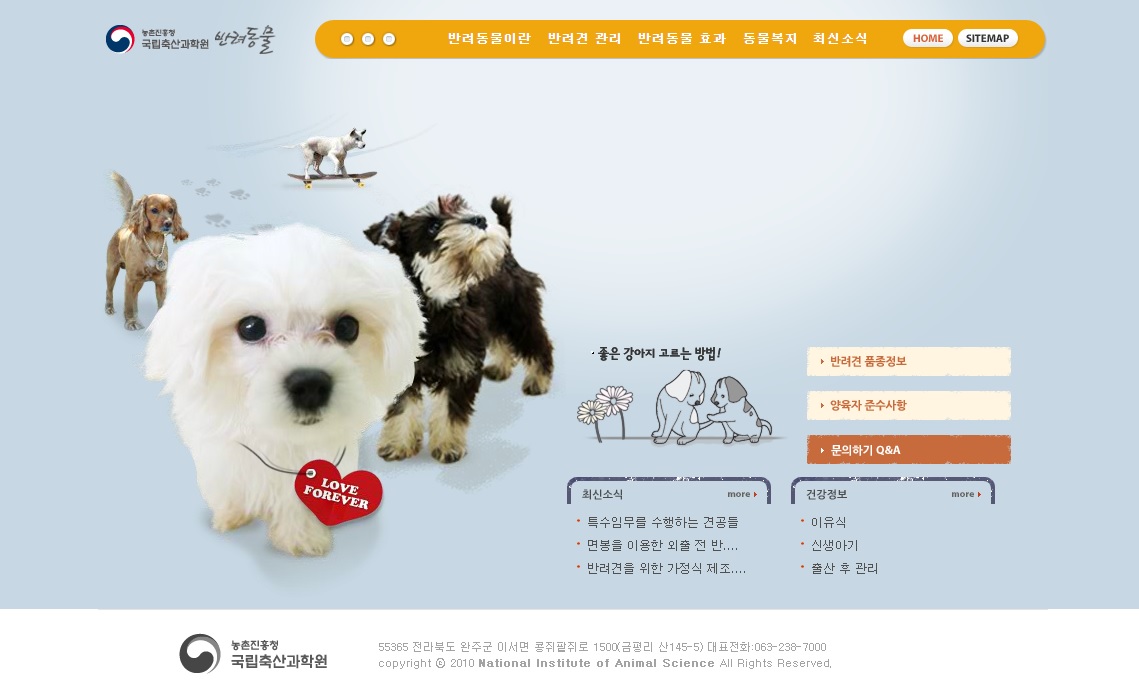 농촌진흥청
국립축산과학원 반려동물
반려동물이란 반려견 관리 반려동물 효과 동물복지 최신소식 HOME SITEMAP
· 좋은 강아지 고르는 방법!
반려견 품종정보
양육자 준수사항
문의하기 Q&A
LOVE
FOREVER
최신소식 more
특수임무를 수행하는 견공들
면봉을 이용한 외출 전 반....
반려견을 위한 가정식 제조....
건강정보 more
이유식
신생아기
출산 후 관리
농촌진흥청
국립축산과학원
55365 전라북도 완주군 이서면 콩쥐팥쥐로 1500(금평리 산145-5) 대표전화:063-238-7000
copyright ⓒ 2010 National Institute of Animal Science All Rights Reserved.